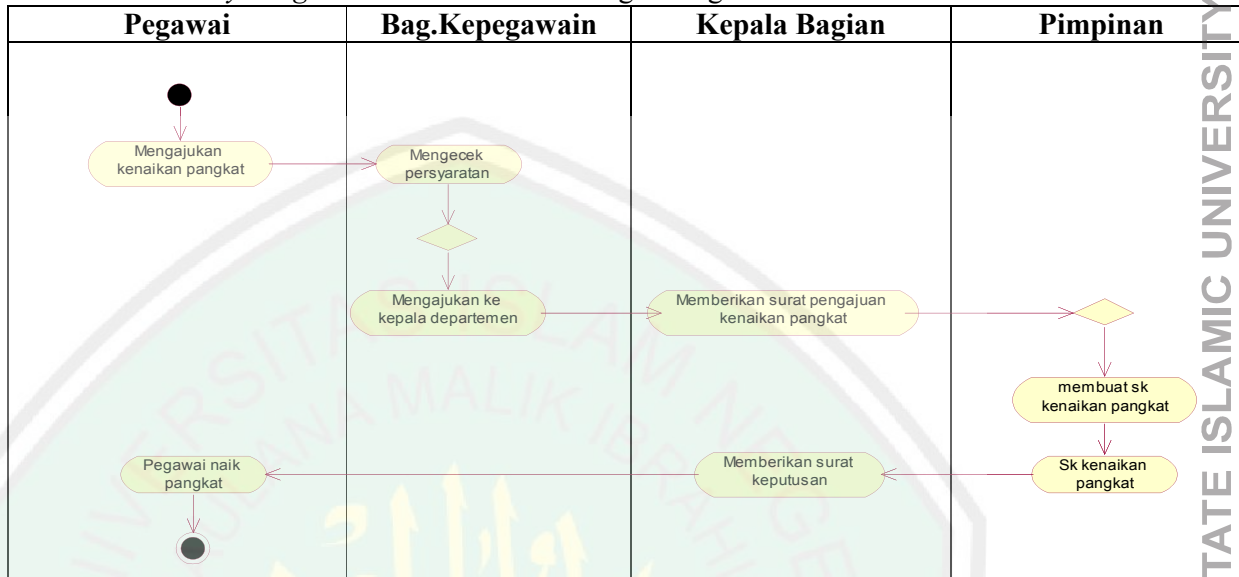 Pegawai
Bag.Kepegawain
Kepala Bagian
Pimpinan
Mengajukan
kenaikan pangkat
Mengecek
persyaratan
Mengajukan ke
kepala departemen
Memberikan surat pengajuan
kenaikan pangkat
membuat sk
kenaikan pangkat
Sk kenaikan
pangkat
Memberikan surat
keputusan
Pegawai naik
pangkat
TATE ISLAMIC UNIVERSITY